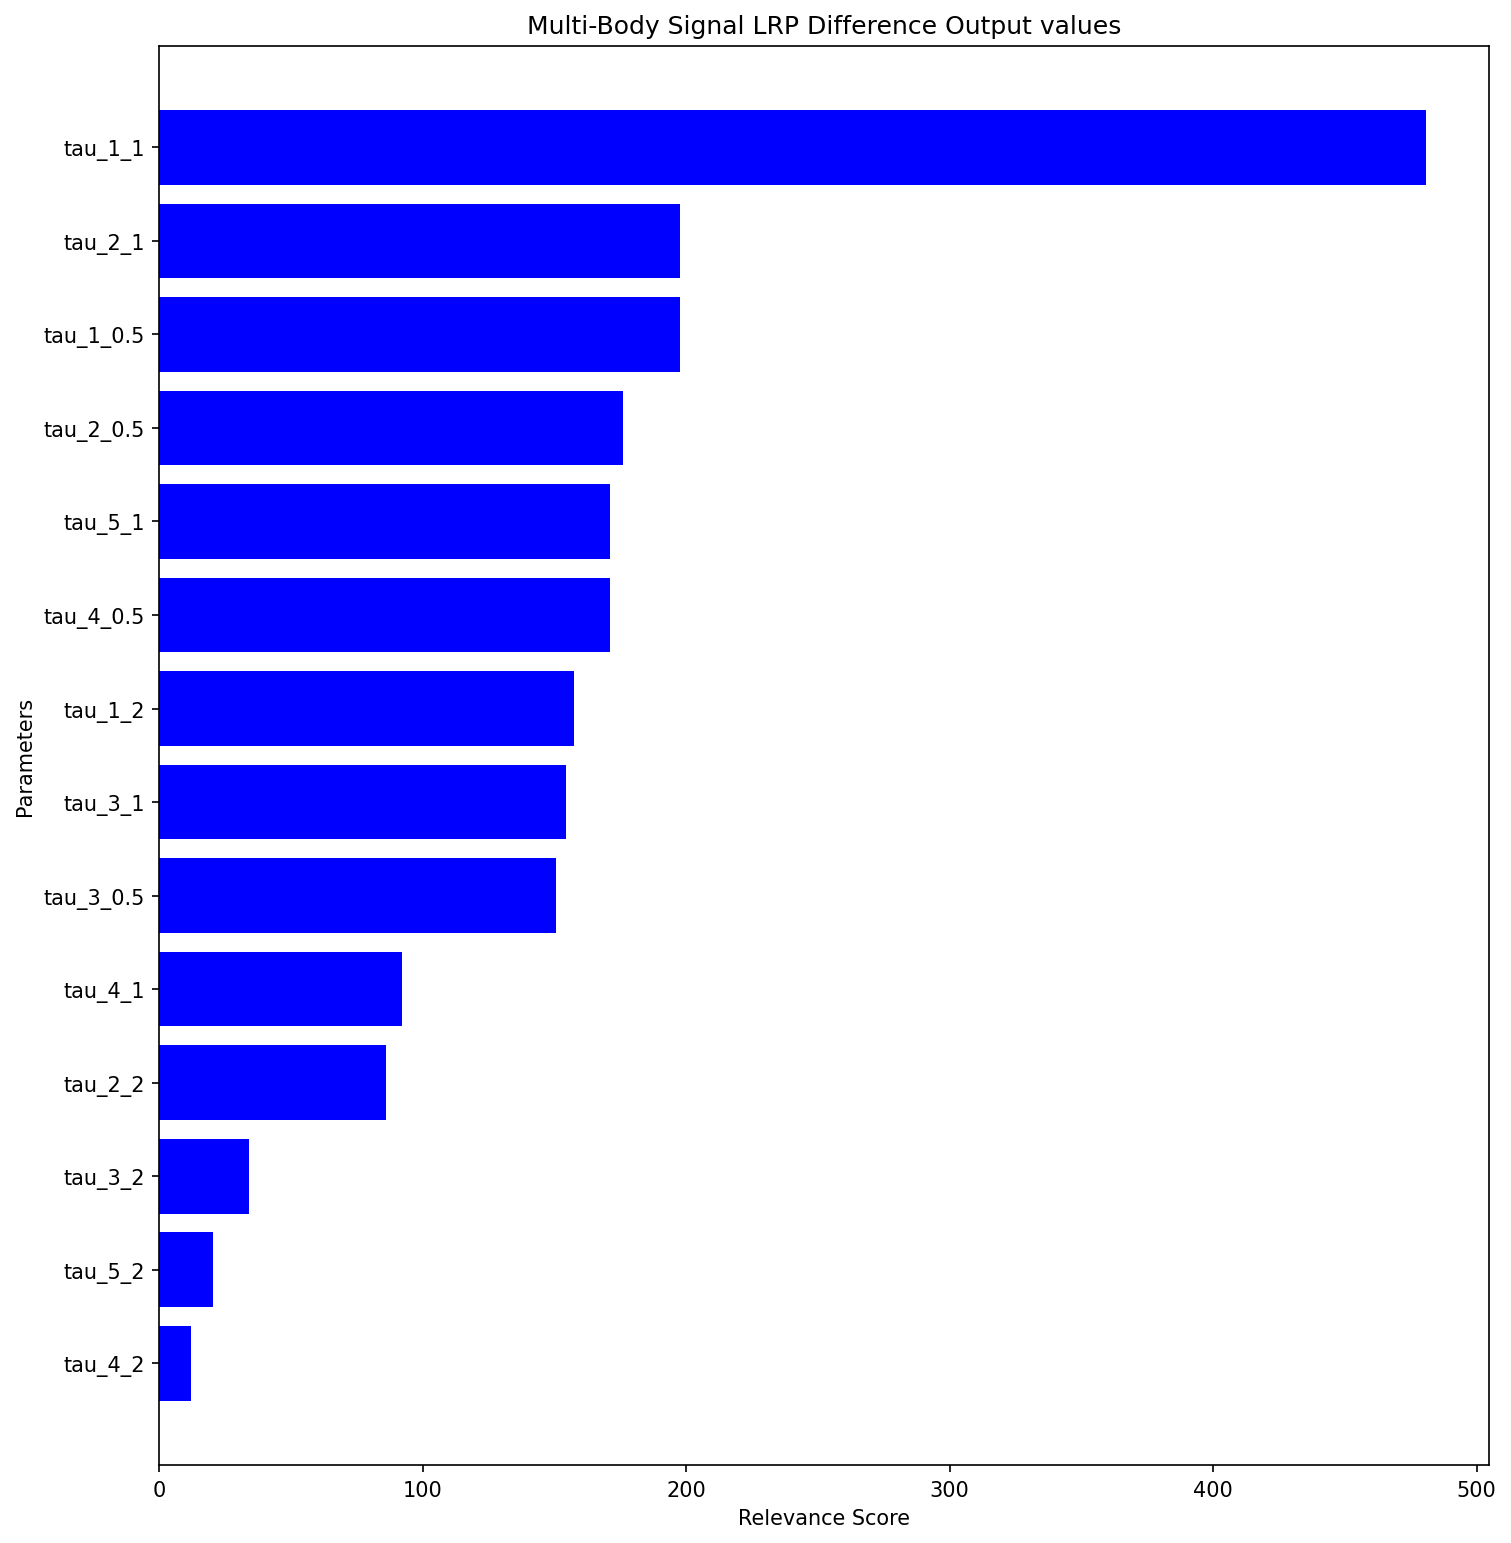 Multi-Body Signal LRP Difference Output values
Parameters
tau_1_1
tau_2_1
tau_1_0.5
tau_2_0.5
tau_5_1
tau_4_0.5
tau_1_2
tau_3_1
tau_3_0.5
tau_4_1
tau_2_2
tau_3_2
tau_5_2
tau_4_2
0 100 200 300 400 500
Relevance Score